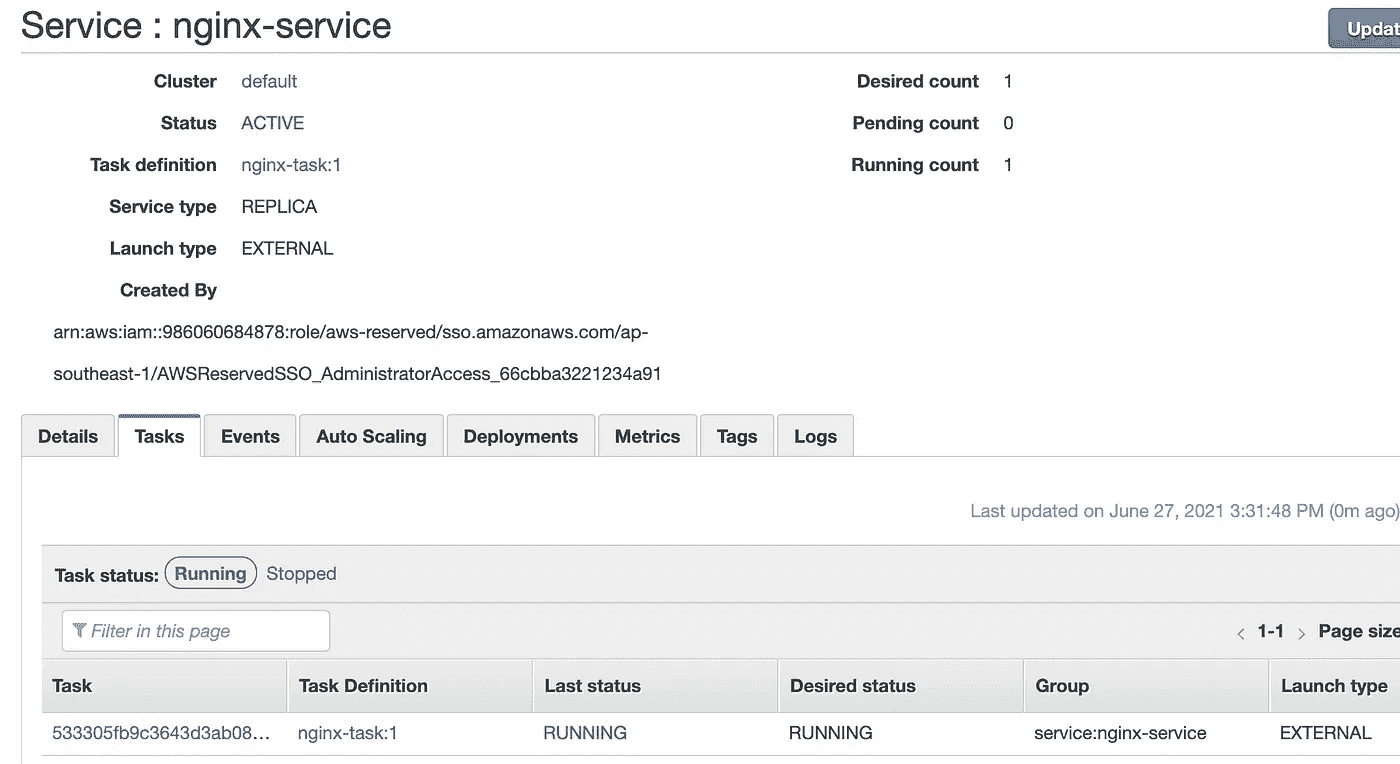 Service : nginx-service
Updat
Cluster default Desired count 1
Status ACTIVE Pending count 0
Task definition nginx-task:1 Running count 1
Service type REPLICA
Launch type EXTERNAL
Created By
arn:aws:iam::986060684878:role/aws-reserved/sso.amazonaws.com/ap-
southeast-1/AWSReservedSSO_AdministratorAccess_66cbba3221234a91
Details Tasks Events Auto Scaling Deployments Metrics Tags Logs
Last updated on June 27, 2021 3:31:48 PM (0m ago)
Task status: Running Stopped
Filter in this page < 1-1 > Page size
Task Task Definition Last status Desired status Group Launch type
533305fb9c3643d3ab08... nginx-task:1 RUNNING RUNNING service:nginx-service EXTERNAL